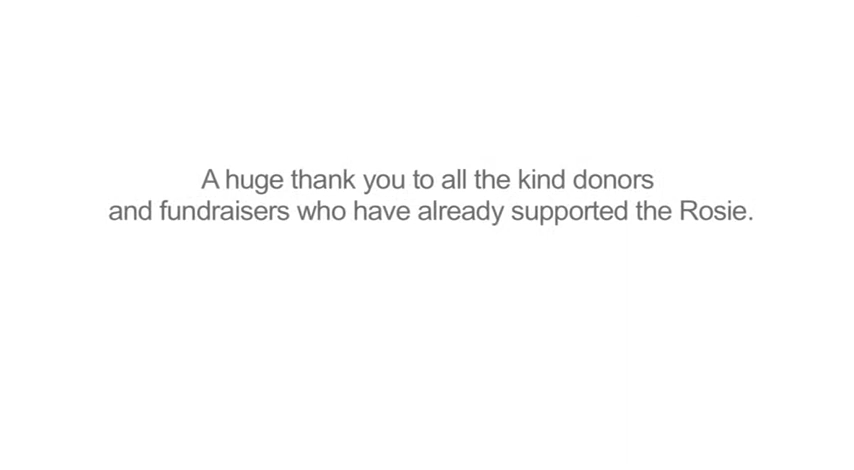 A huge thank you to all the kind donors
and fundraisers who have already supported the Rosie.